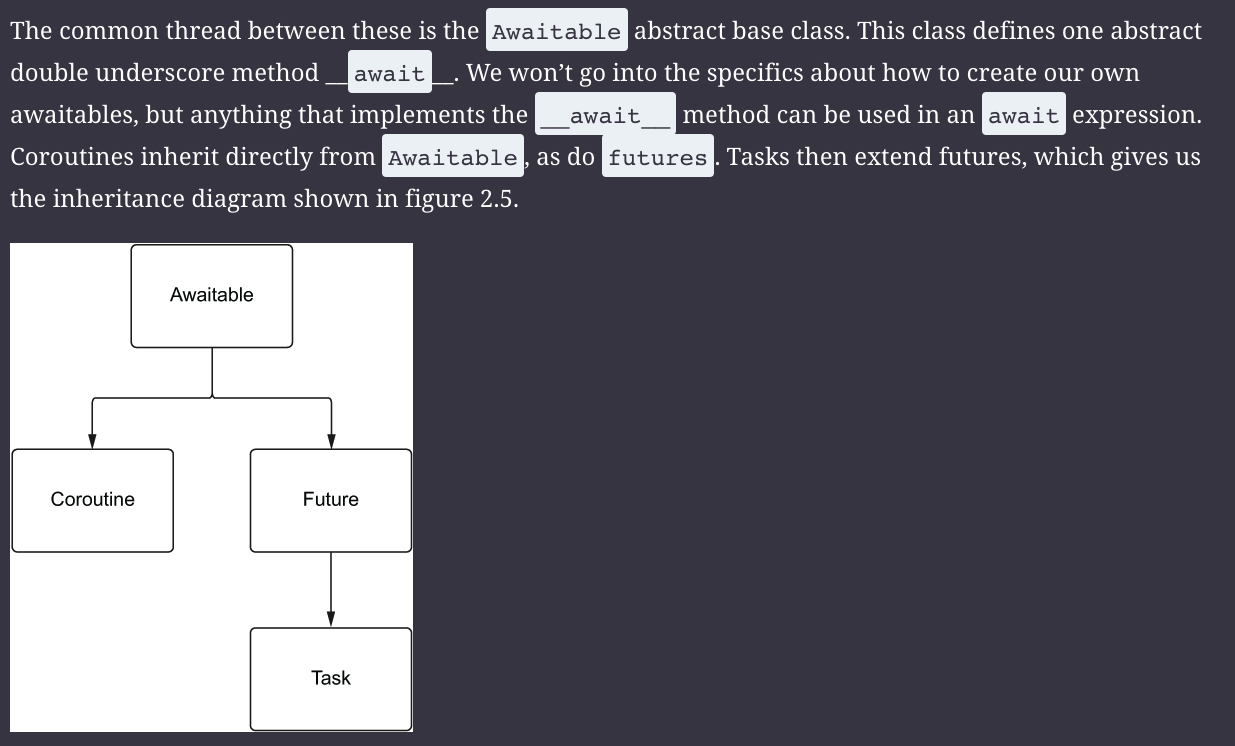 The common thread between these is the Awaitable abstract base class. This class defines one abstract
double underscore method __await__. We won’t go into the specifics about how to create our own
awaitables, but anything that implements the __await__ method can be used in an await expression.
Coroutines inherit directly from Awaitable, as do futures. Tasks then extend futures, which gives us
the inheritance diagram shown in figure 2.5.
Awaitable
Coroutine
Future
Task